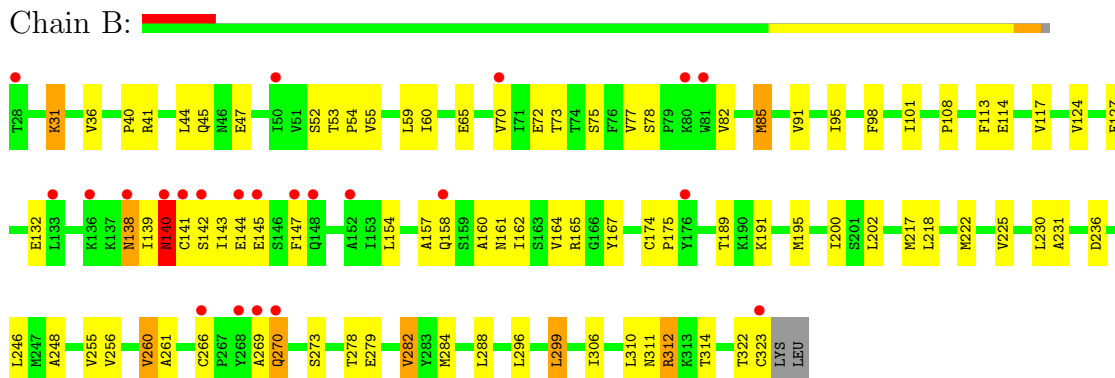 Chain B:
T28 K31 V36 P40 R41 L44 Q45 N46 E47 I50 V51 S52 T53 P54 V55 L59 I60 E65 V70 I71 E72 T73 T74 S75 F76 V77 S78 P79 K80 W81 V82 M85 V91 I95 F98 I101 P108 F113 E114 V117 V124
E132 L133 K136 K137 N138 I139 N140 C141 S142 I143 E144 E145 S146 F147 Q148 A152 I153 L154 A157 Q158 S159 A160 N161 I162 S163 V164 R165 G166 Y167 C174 P175 Y176 T189 K190 K191 M195 I200 S201 L202 M217 L218 M222 V225 L230 A231 D236
L246 M247 A248 V255 V256 V260 A261 C266 P267 Y268 A269 Q270 S273 T278 E279 V282 Y283 M284 L288 L296 L299 I306 L310 N311 R312 K313 T314 T322 C323 LYS LEU